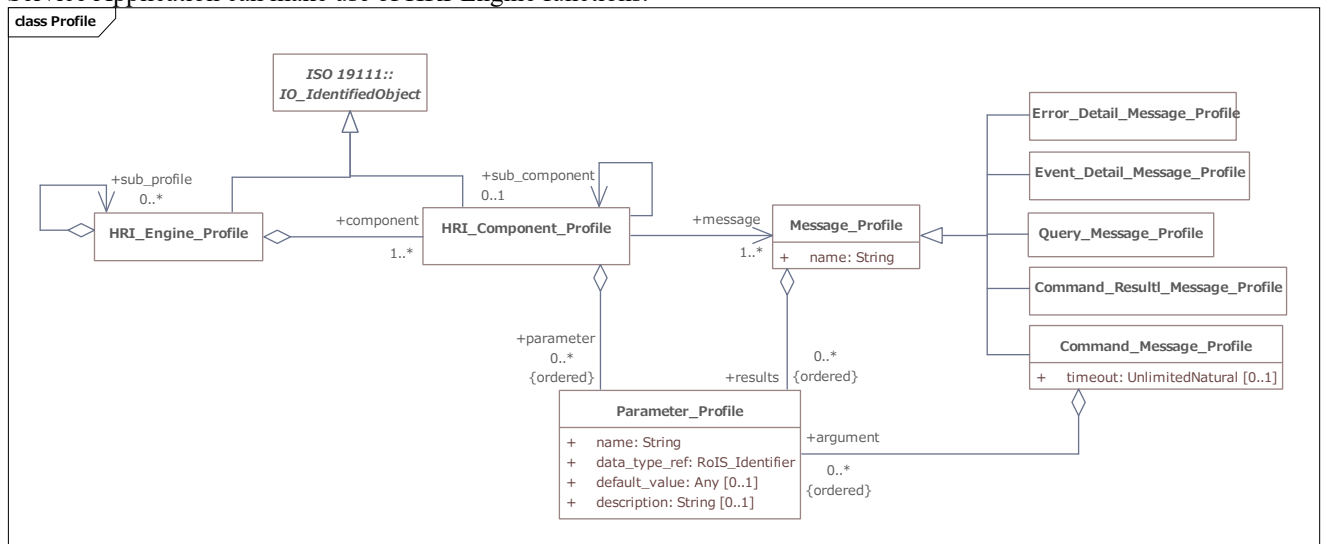 Service Application can make use of HRI Engine functions.
class Profile
ISO 19111::
IO_IdentifiedObject
+sub_profile
0..*
HRI_Engine_Profile
+component
1..*
+sub_component
0..1
HRI_Component_Profile
+message
1..*
Message_Profile
+ name: String
Error_Detail_Message_Profile
Event_Detail_Message_Profile
Query_Message_Profile
Command_Resultl_Message_Profile
Command_Message_Profile
+ timeout: UnlimitedNatural [0..1]
+parameter
0..*
{ordered}
+results
0..*
{ordered}
Parameter_Profile
+ name: String
+ data_type_ref: RoIS_Identifier
+ default_value: Any [0..1]
+ description: String [0..1]
+argument
0..*
{ordered}